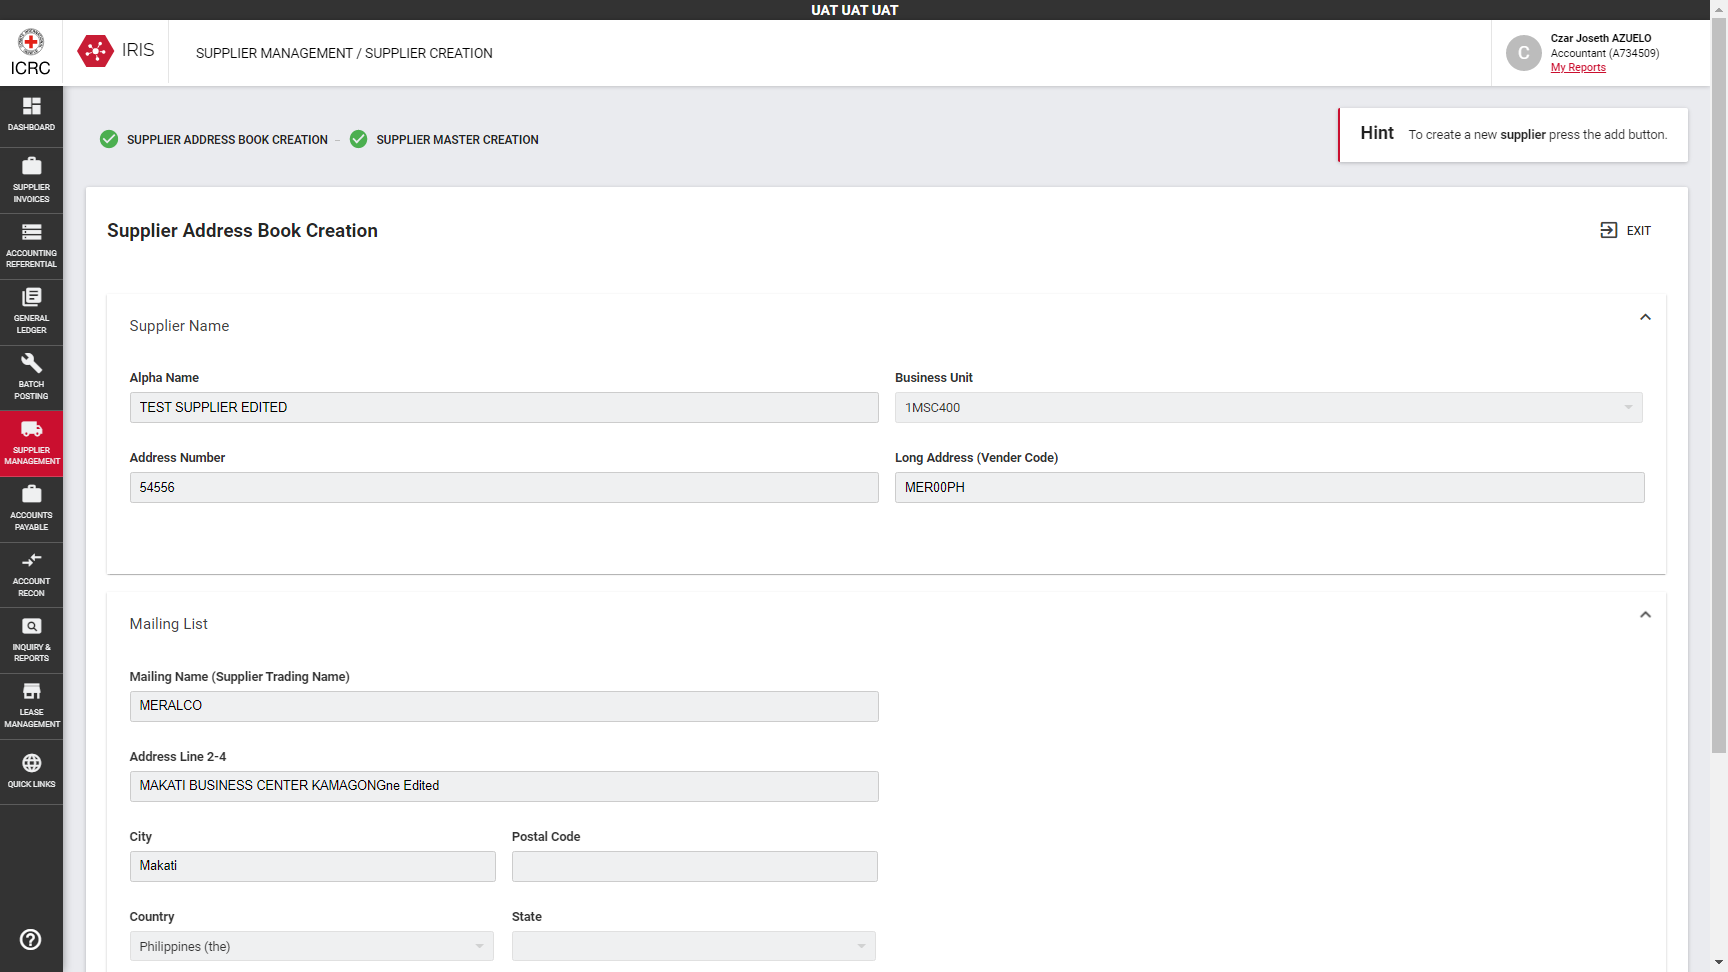 UAT UAT UAT
ICRC
IRIS
SUPPLIER MANAGEMENT / SUPPLIER CREATION
C
Czar Joseth AZUELO
Accountant (A734509)
My Reports
DASHBOARD
SUPPLIER
INVOICES
ACCOUNTING
REFERENTIAL
GENERAL
LEDGER
BATCH
POSTING
SUPPLIER
MANAGEMENT
ACCOUNTS
PAYABLE
ACCOUNT
RECON
INQUIRY &
REPORTS
LEASE
MANAGEMENT
QUICK LINKS
SUPPLIER ADDRESS BOOK CREATION
SUPPLIER MASTER CREATION
Hint To create a new supplier press the add button.
Supplier Address Book Creation
EXIT
Supplier Name
Alpha Name
TEST SUPPLIER EDITED
Business Unit
1MSC400
Address Number
54556
Long Address (Vender Code)
MER00PH
Mailing List
Mailing Name (Supplier Trading Name)
MERALCO
Address Line 2-4
MAKATI BUSINESS CENTER KAMAGONGne Edited
City
Makati
Postal Code
Country
Philippines (the)
State